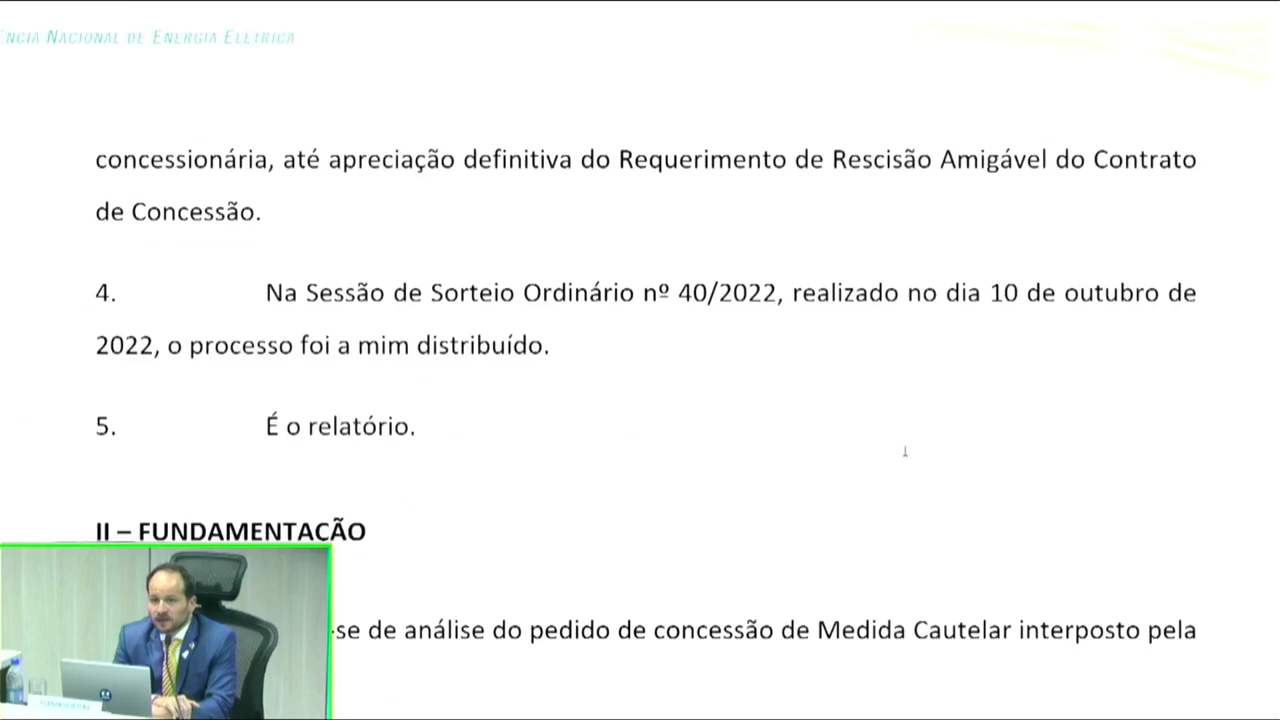 NCIA NACIONAL DE ENERGIA ELÉTRICA
concessionária, até apreciação definitiva do Requerimento de Rescisão Amigável do Contrato
de Concessão.
4. Na Sessão de Sorteio Ordinário nº 40/2022, realizado no dia 10 de outubro de
2022, o processo foi a mim distribuído.
5. É o relatório.
II – FUNDAMENTAÇÃO
-se de análise do pedido de concessão de Medida Cautelar interposto pela